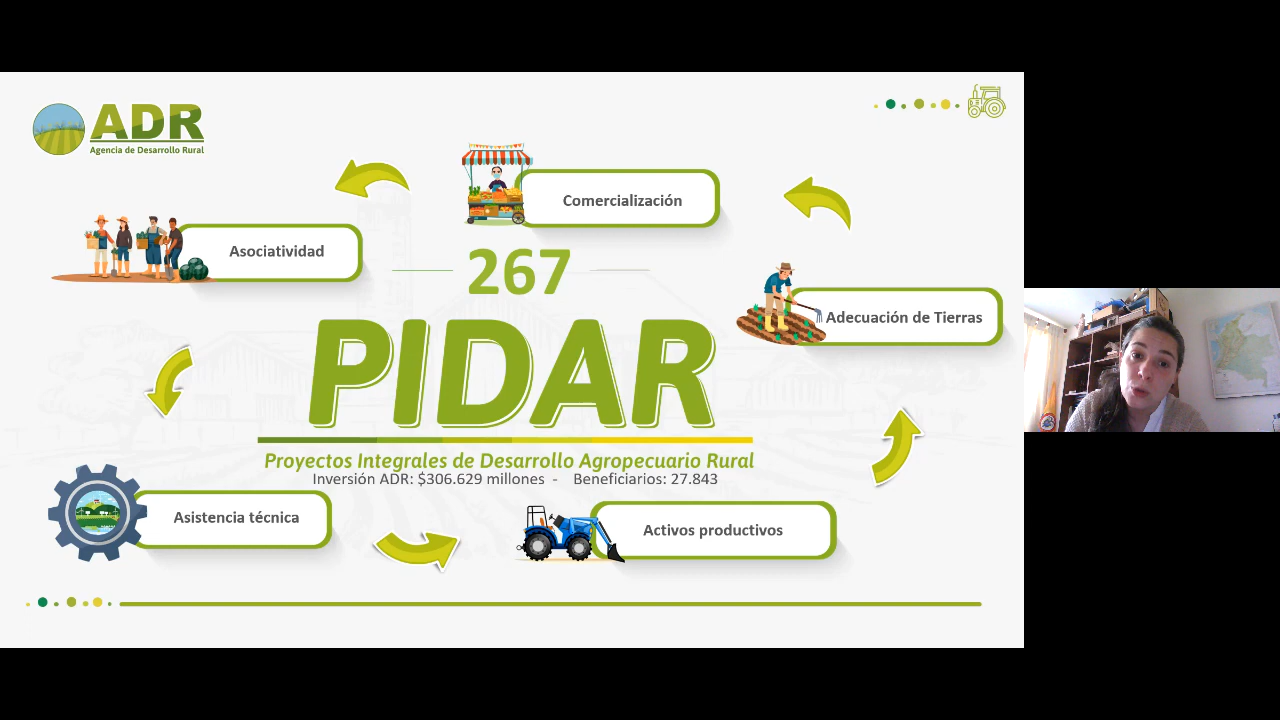 ADR
Agencia de Desarrollo Rural
Comercialización
Asociatividad
267
Adecuación de Tierras
PIDAR
Proyectos Integrales de Desarrollo Agropecuario Rural
Inversión ADR: $306.629 millones - Beneficiarios: 27.843
Asistencia técnica
Activos productivos